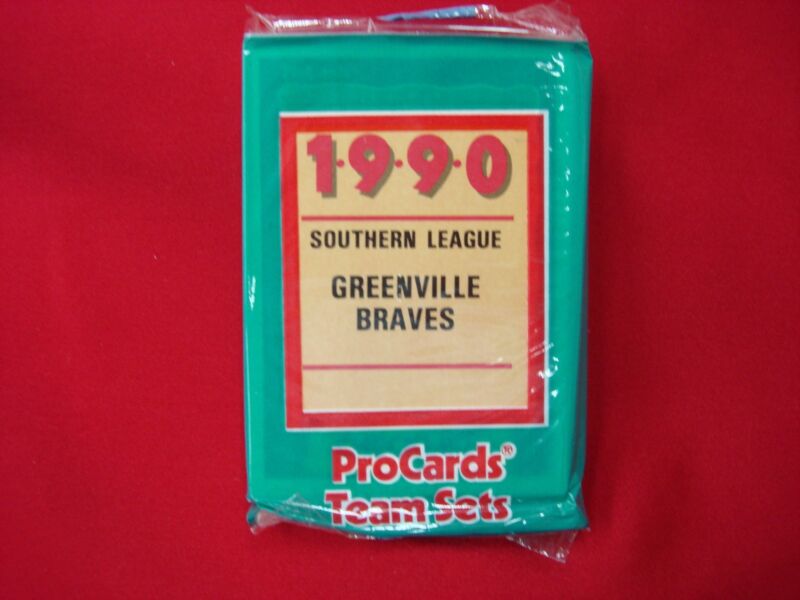 1·9·9·0
SOUTHERN LEAGUE
GREENVILLE
BRAVES
ProCards®
Team Sets